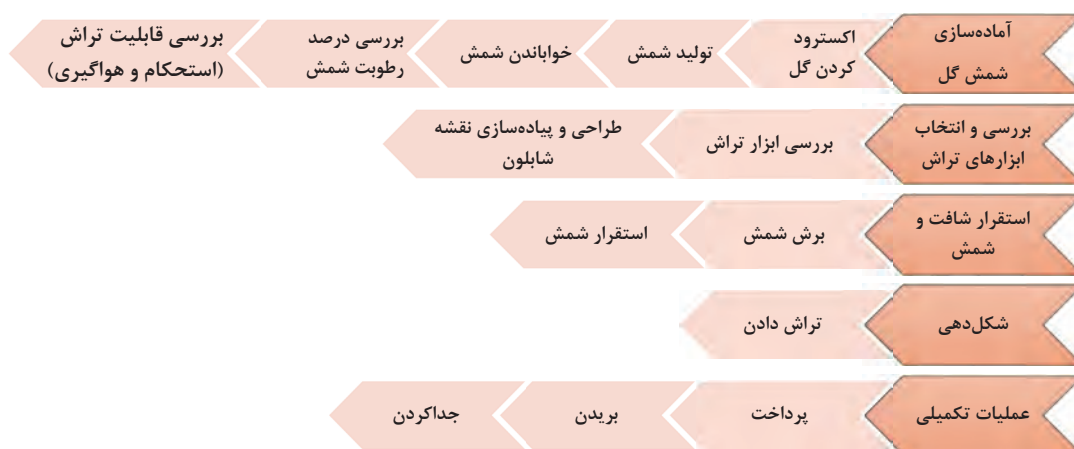 آماده‌سازی
شمش گل
اکسترود
کردن گل
تولید شمش
خواباندن شمش
بررسی درصد
رطوبت شمش
بررسی قابلیت تراش
(استحکام و هواگیری)
بررسی و انتخاب
ابزارهای تراش
بررسی ابزار تراش
طراحی و پیاده‌سازی نقشه
شابلون
استقرار شافت و
شمش
برش شمش
استقرار شمش
شکل‌دهی
تراش دادن
عملیات تکمیلی
پرداخت
بریدن
جداکردن